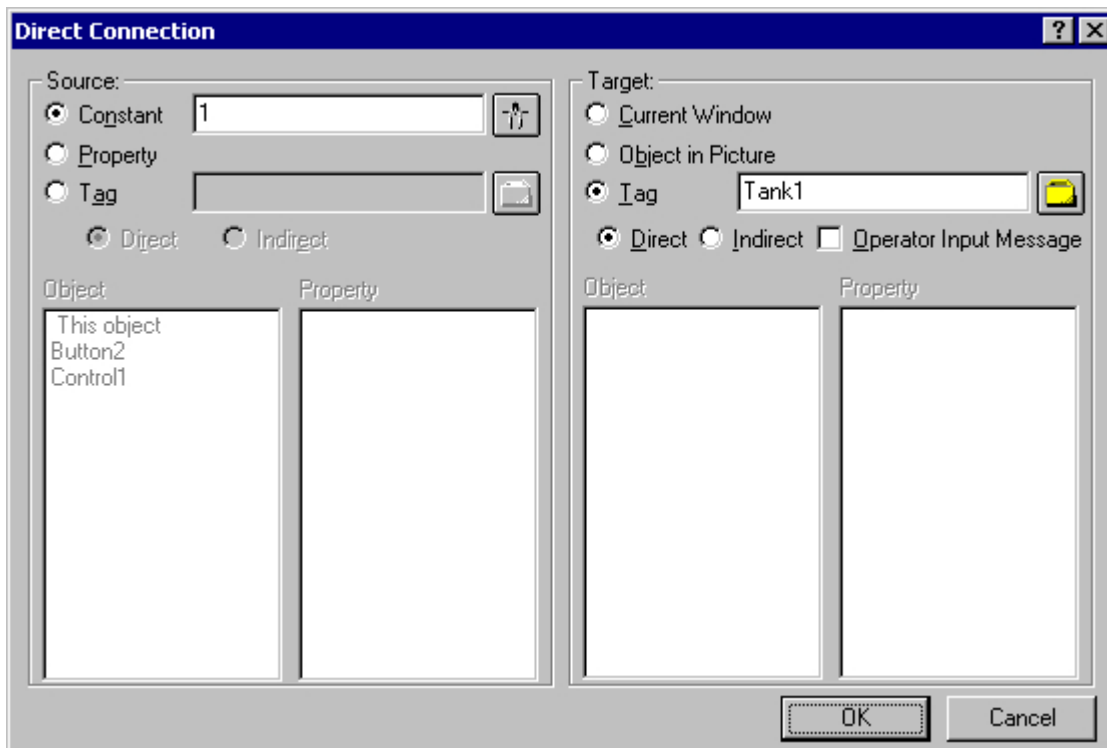 Direct Connection
Source:
Constant
1
Property
Tag
Direct Indirect
Object Property
This object
Button2
Control1
Target:
Current Window
Object in Picture
Tag
Tank1
Direct Indirect Operator Input Message
Object Property
OK Cancel